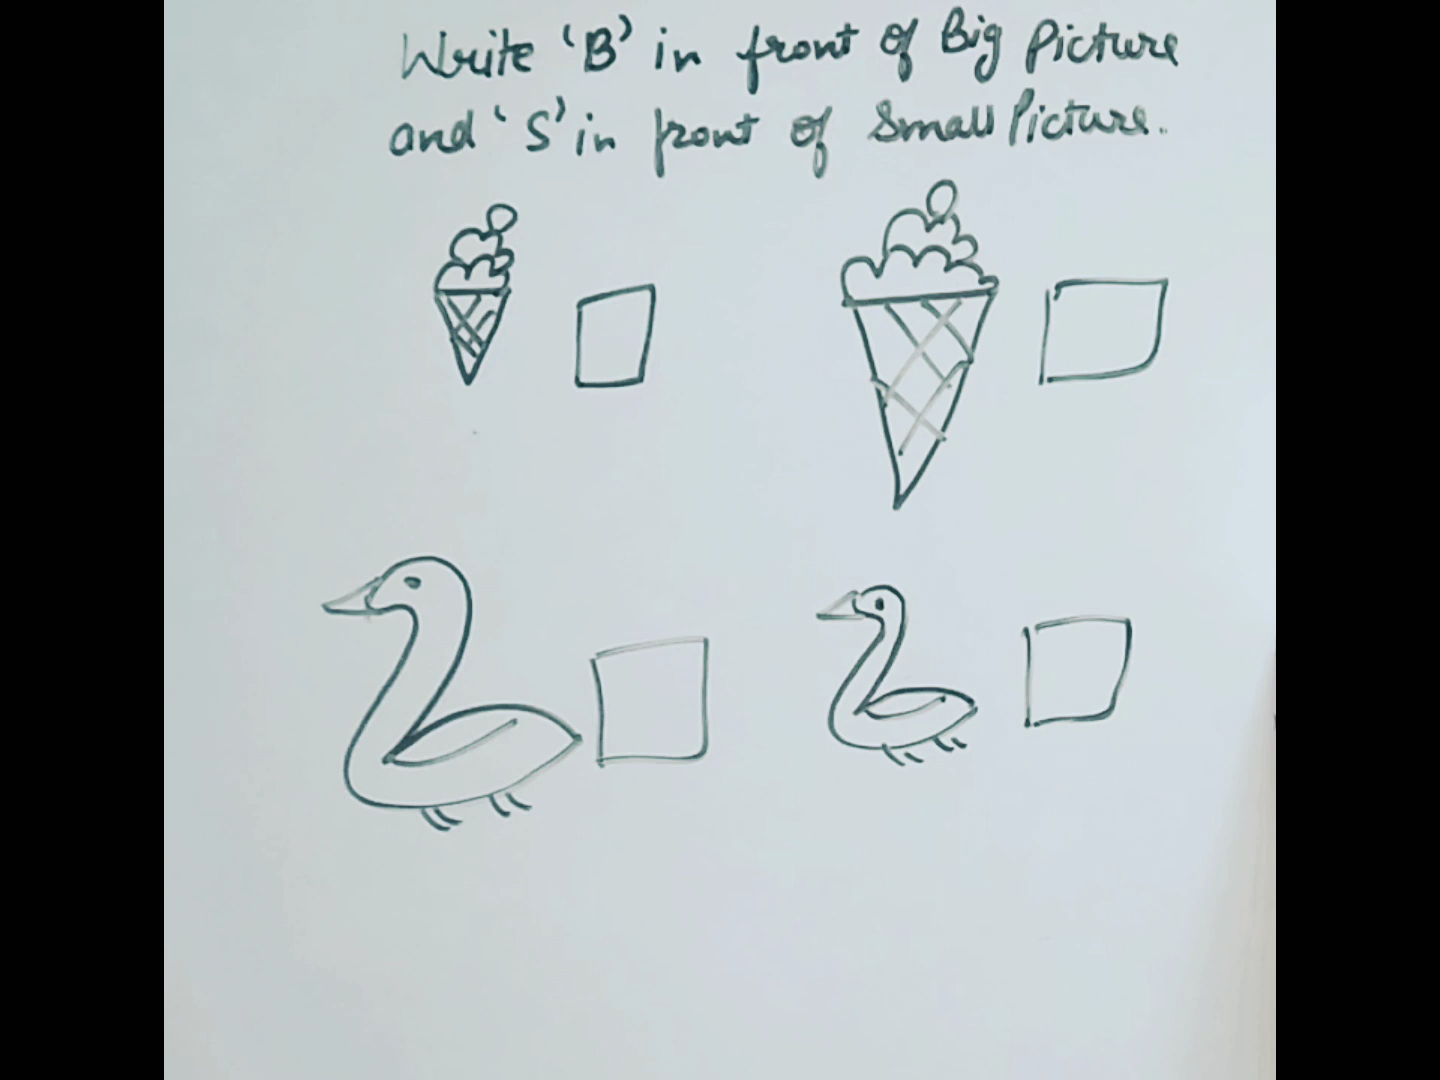 Write 'B' in front of Big Picture
and 'S' in front of Small Picture.